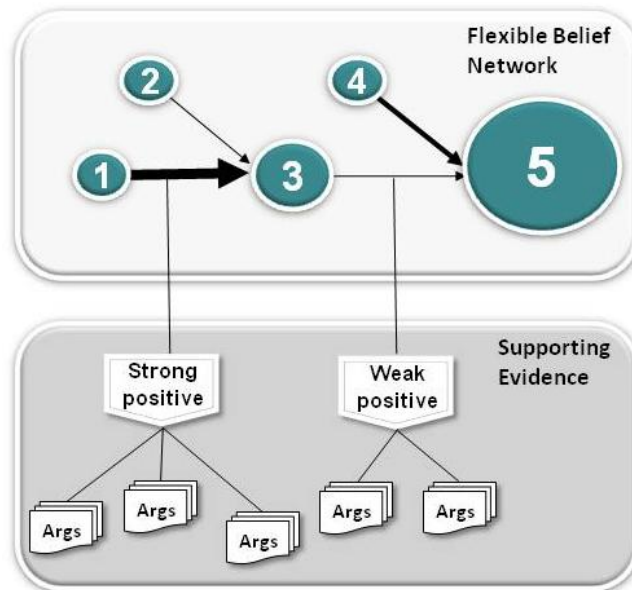 Flexible Belief
Network
2
4
1
3
5
Supporting
Evidence
Strong
positive
Weak
positive
Args
Args
Args
Args
Args